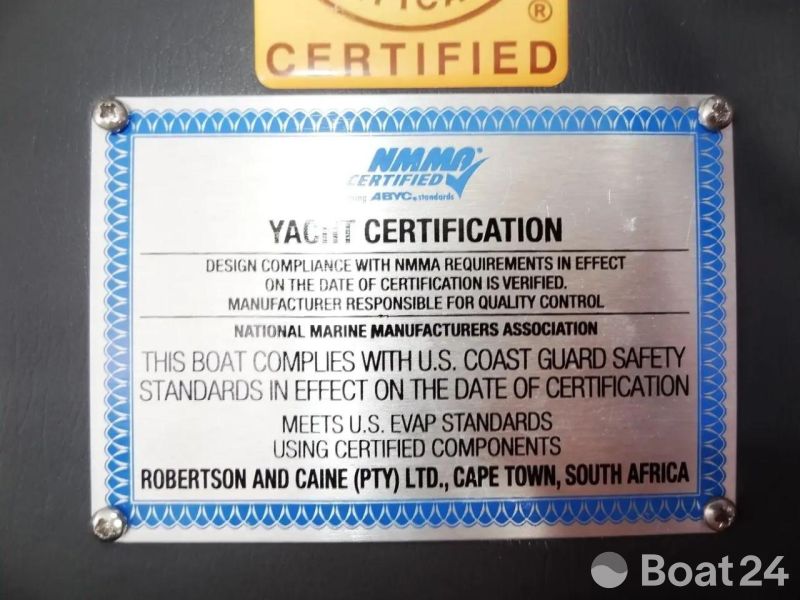 ®
CERTIFIED
NMMA®
CERTIFIED
using ABYC® standards
YACHT CERTIFICATION
DESIGN COMPLIANCE WITH NMMA REQUIREMENTS IN EFFECT
ON THE DATE OF CERTIFICATION IS VERIFIED.
MANUFACTURER RESPONSIBLE FOR QUALITY CONTROL
NATIONAL MARINE MANUFACTURERS ASSOCIATION
THIS BOAT COMPLIES WITH U.S. COAST GUARD SAFETY
STANDARDS IN EFFECT ON THE DATE OF CERTIFICATION
MEETS U.S. EVAP STANDARDS
USING CERTIFIED COMPONENTS
ROBERTSON AND CAINE (PTY) LTD., CAPE TOWN, SOUTH AFRICA
Boat24